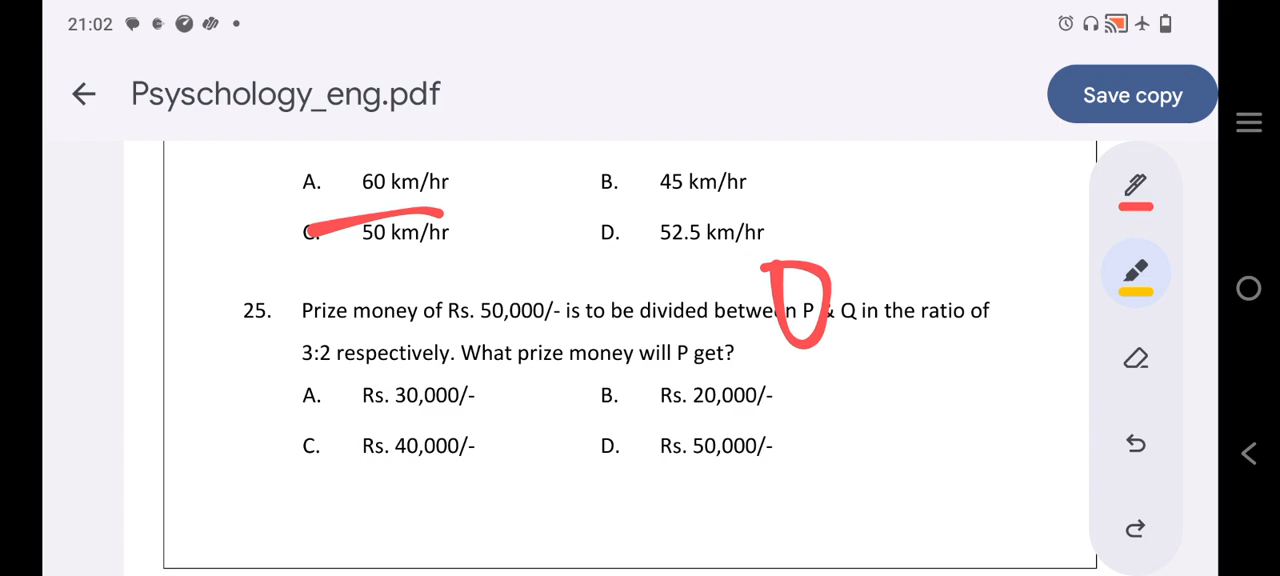 21:02
Psyschology_eng.pdf
Save copy
A. 60 km/hr B. 45 km/hr
C. 50 km/hr D. 52.5 km/hr
25. Prize money of Rs. 50,000/- is to be divided between P & Q in the ratio of
3:2 respectively. What prize money will P get?
A. Rs. 30,000/- B. Rs. 20,000/-
C. Rs. 40,000/- D. Rs. 50,000/-